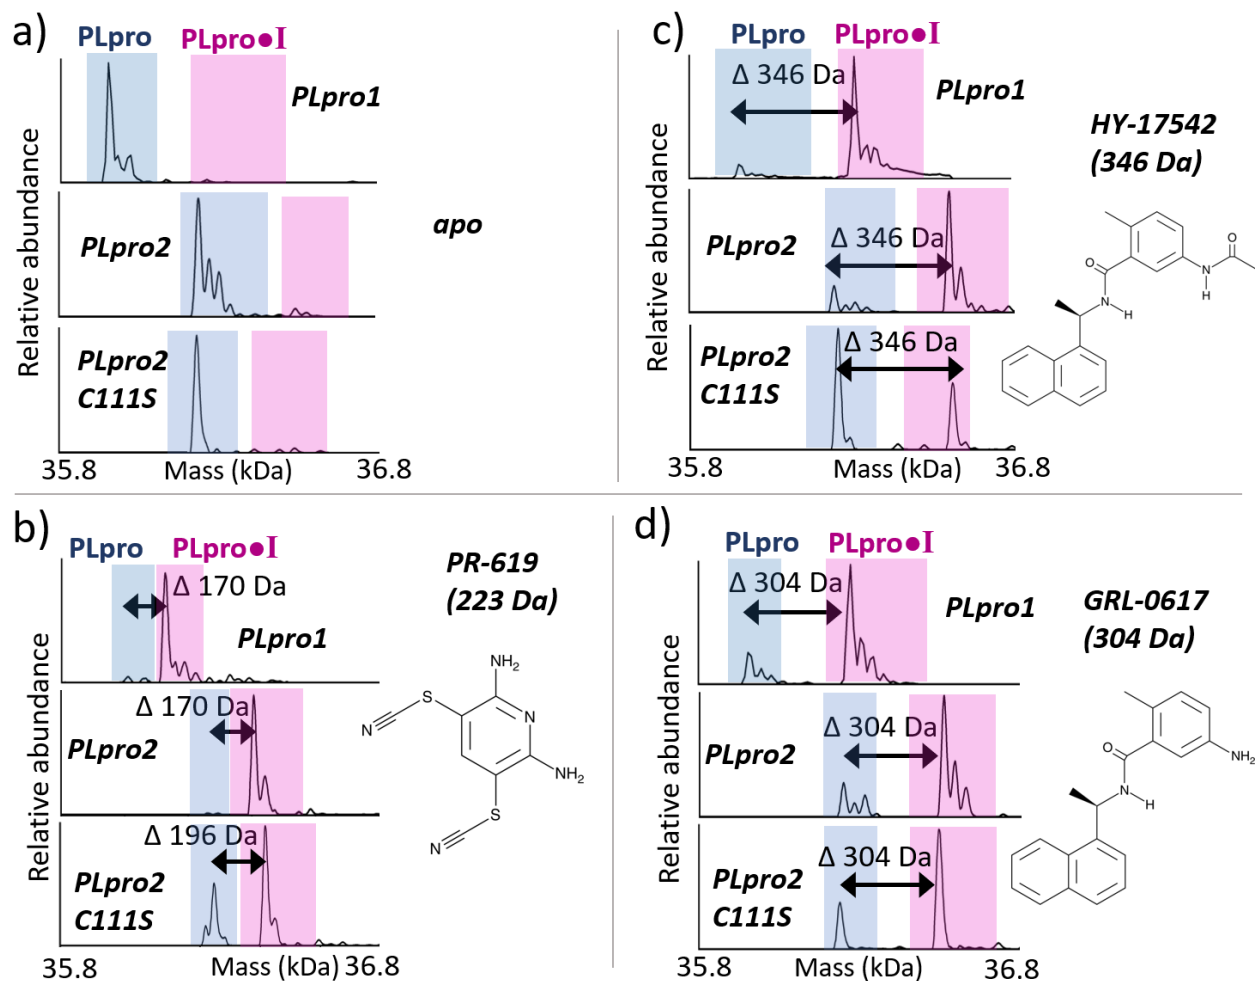 a)
PLpro PLpro●I
PLpro1
Relative abundance
PLpro2
apo
PLpro2
C111S
35.8 Mass (kDa) 36.8
c)
PLpro PLpro●I
Δ 346 Da
PLpro1
Relative abundance
HY-17542
(346 Da)
PLpro2
Δ 346 Da
PLpro2
C111S
Δ 346 Da
35.8 Mass (kDa) 36.8
O
N
H
O
N
H
b)
PLpro PLpro●I
Δ 170 Da
PLpro1
Relative abundance
PR-619
(223 Da)
Δ 170 Da
PLpro2
Δ 196 Da
PLpro2
C111S
35.8 Mass (kDa) 36.8
NH2
S
N
N
NH2
S
N
d)
PLpro PLpro●I
Δ 304 Da
PLpro1
Relative abundance
GRL-0617
(304 Da)
Δ 304 Da
PLpro2
Δ 304 Da
PLpro2
C111S
35.8 Mass (kDa) 36.8
O
NH2
N
H